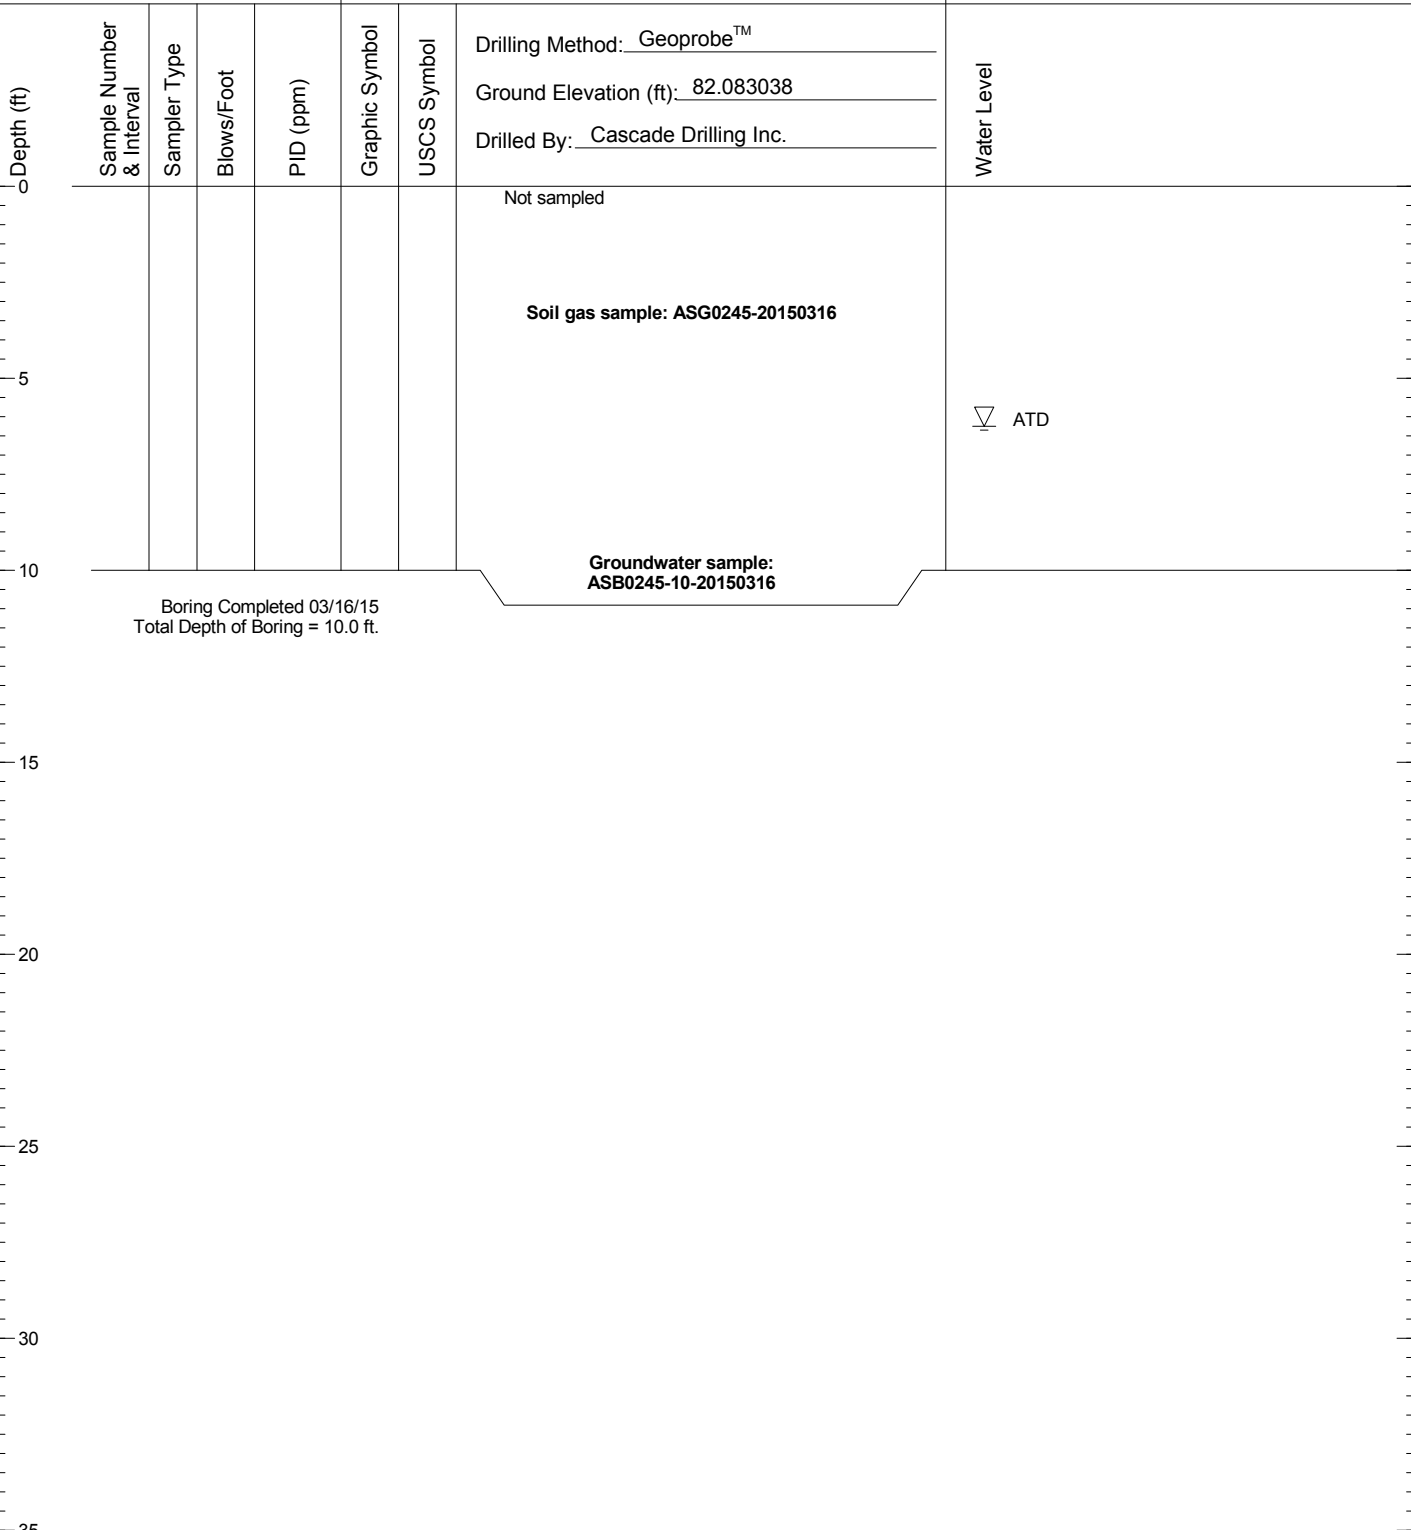 Depth (ft)
Sample Number
& Interval
Sampler Type
Blows/Foot
PID (ppm)
Graphic Symbol
USCS Symbol
Drilling Method: Geoprobe™
Ground Elevation (ft): 82.083038
Drilled By: Cascade Drilling Inc.
Water Level
0
Not sampled
Soil gas sample: ASG0245-20150316
5
ATD
Groundwater sample:
ASB0245-10-20150316
10
Boring Completed 03/16/15
Total Depth of Boring = 10.0 ft.
15
20
25
30
35